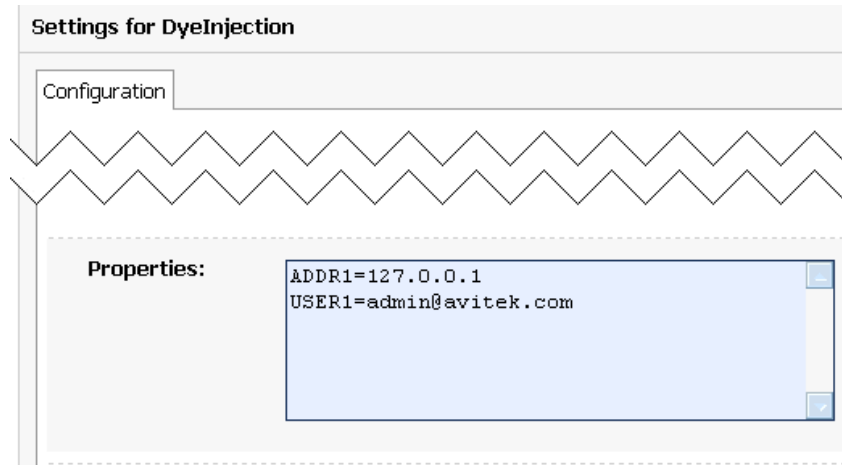 Settings for DyeInjection
Configuration
Properties:
ADDR1=127.0.0.1
USER1=admin@avitek.com